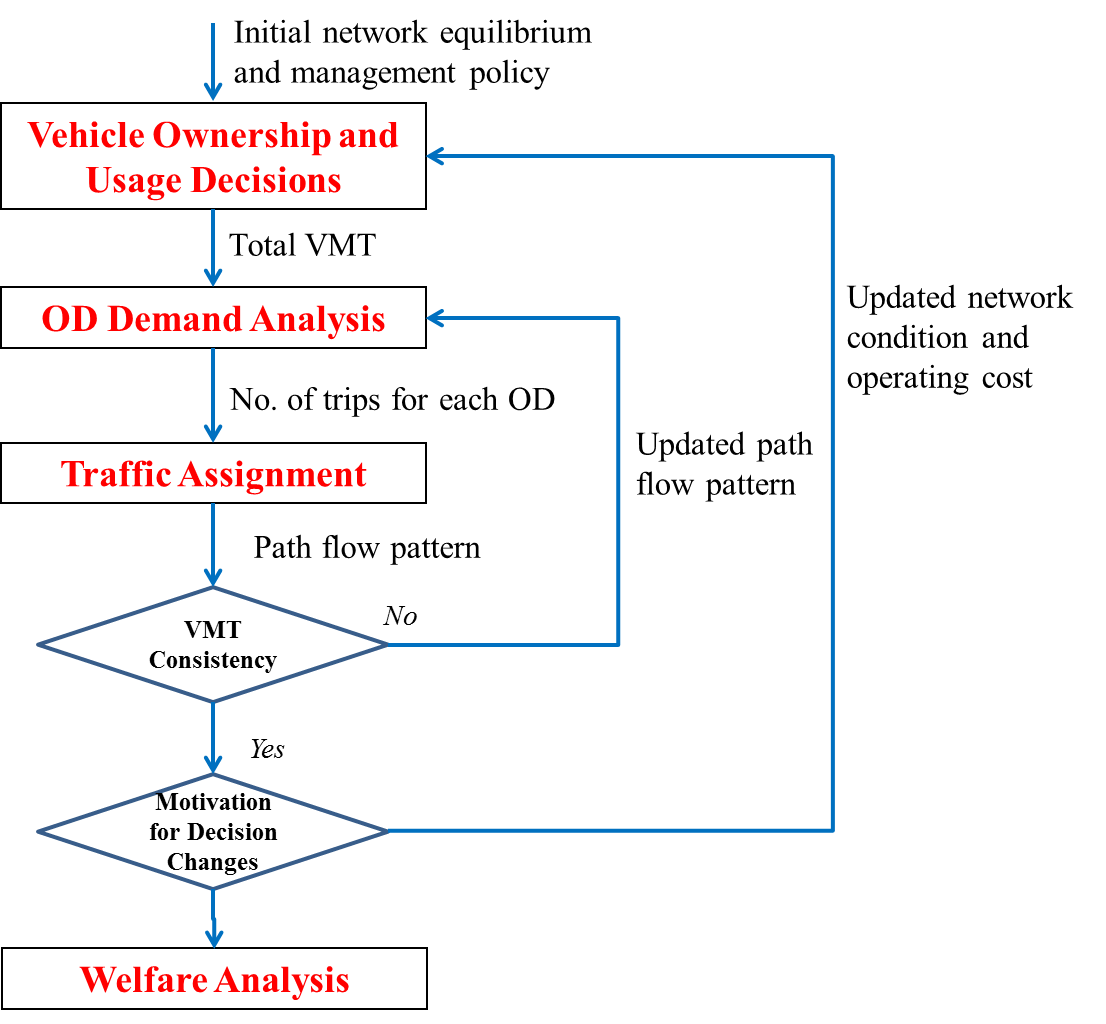 Initial network equilibrium
and management policy
Vehicle Ownership and
Usage Decisions
Total VMT
OD Demand Analysis
Updated network
condition and
operating cost
No. of trips for each OD
Updated path
flow pattern
Traffic Assignment
Path flow pattern
No
VMT
Consistency
Yes
Motivation
for Decision
Changes
Welfare Analysis